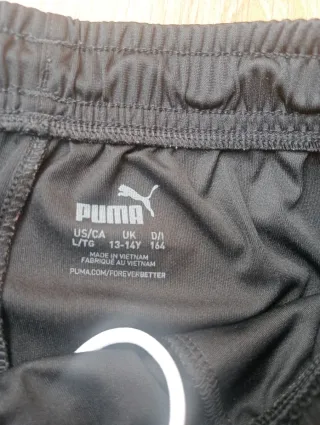 PUMA
US/CA UK D/I
L/TG 13-14Y 164
MADE IN VIETNAM
FABRIQUÉ AU VIETNAM
PUMA.COM/FOREVERBETTER